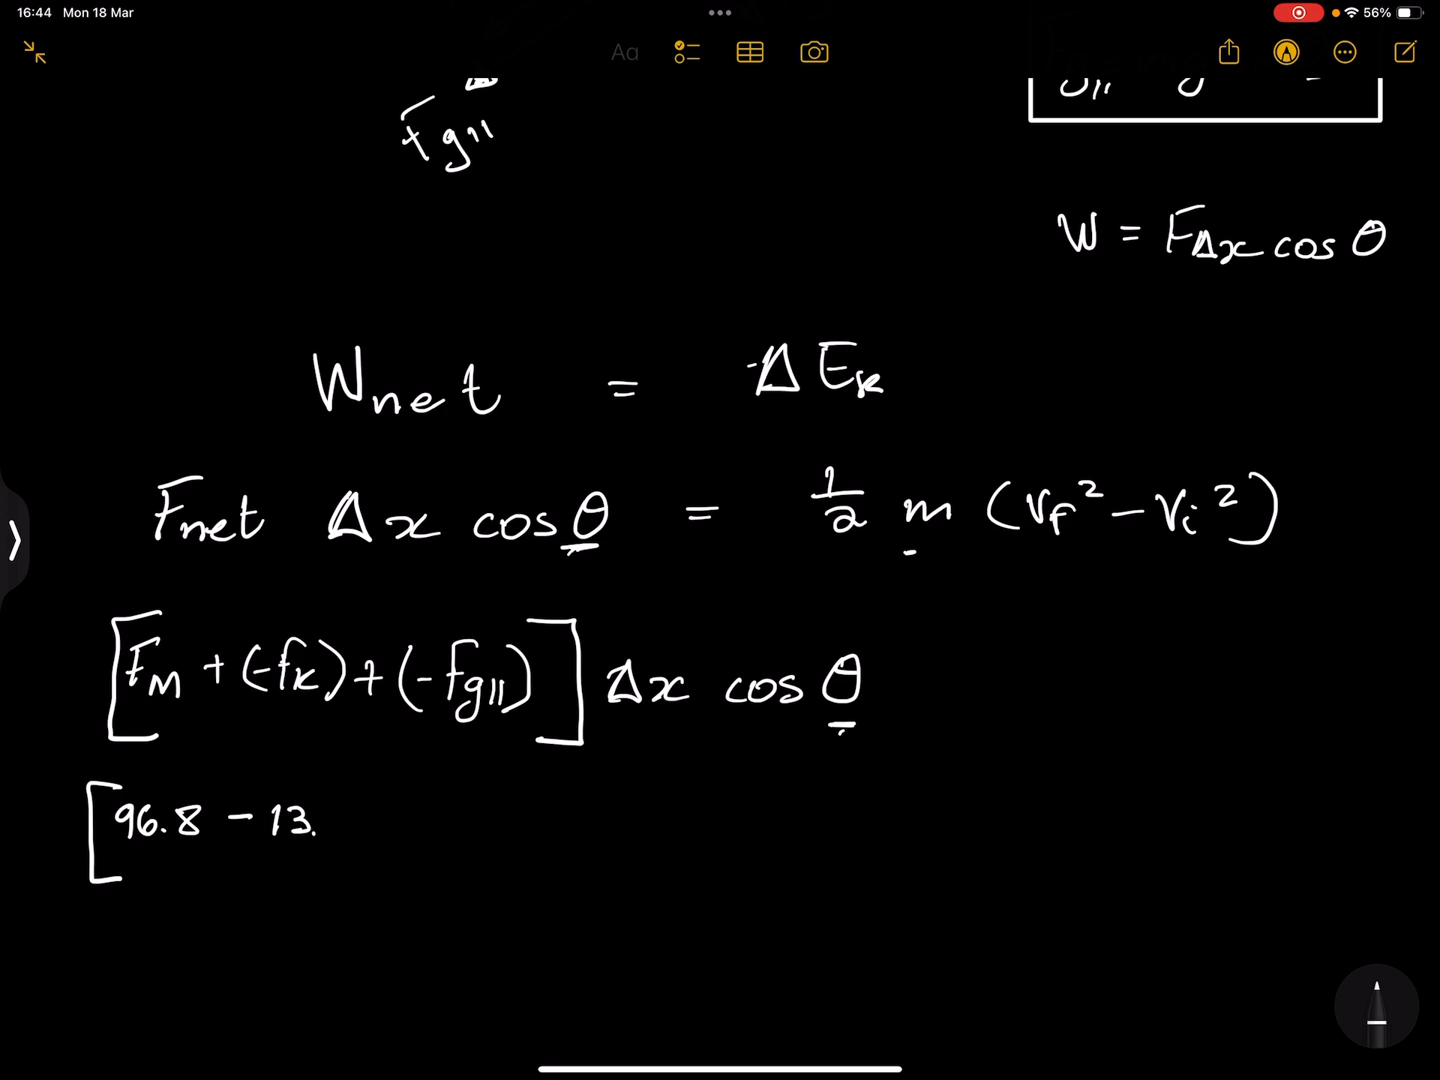 16:44 Mon 18 Mar
56%
Aa
Fg||
W = FΔx cos θ
Wnet = ΔEk
Fnet Δx cos θ = 1/2 m (vf² - vi²)
[FM + (-fk) + (-Fg||)] Δx cos θ
[96.8 - 13.